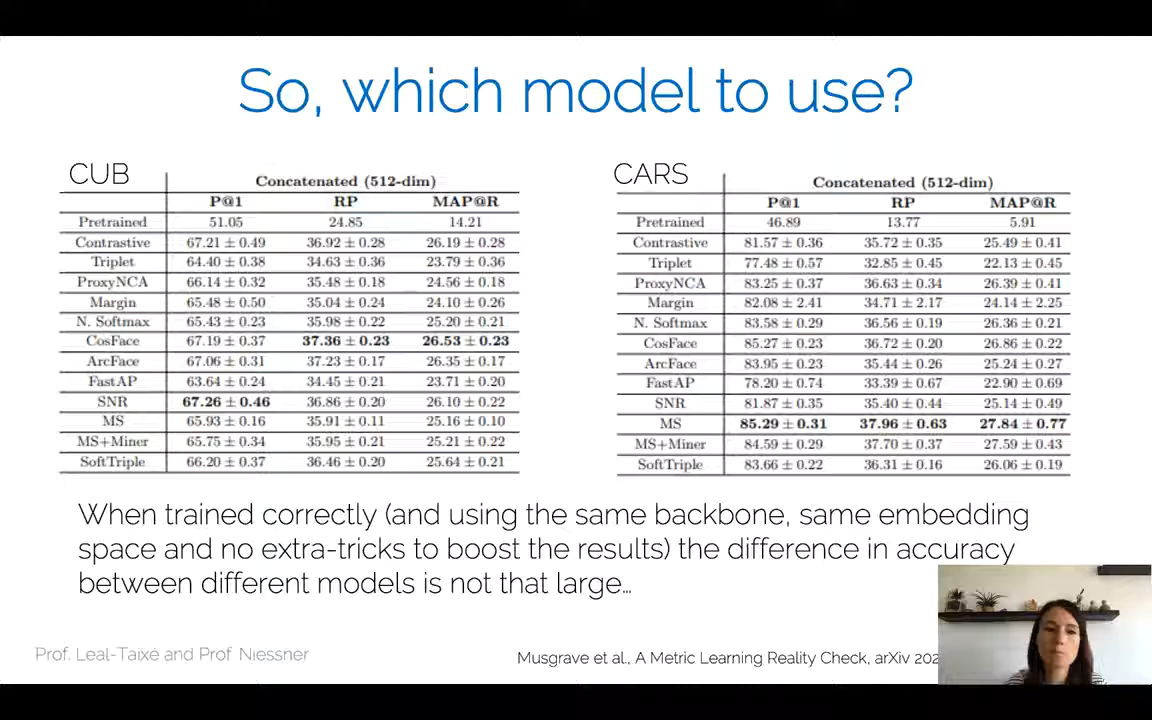 So, which model to use?
CUB
Concatenated (512-dim)
P@1 RP MAP@R
Pretrained 51.05 24.85 14.21
Contrastive 67.21 ± 0.49 36.92 ± 0.28 26.19 ± 0.28
Triplet 64.40 ± 0.38 34.63 ± 0.36 23.79 ± 0.36
ProxyNCA 66.14 ± 0.32 35.48 ± 0.18 24.56 ± 0.18
Margin 65.48 ± 0.50 35.04 ± 0.24 24.10 ± 0.26
N. Softmax 65.43 ± 0.23 35.98 ± 0.22 25.20 ± 0.21
CosFace 67.19 ± 0.37 37.36 ± 0.23 26.53 ± 0.23
ArcFace 67.06 ± 0.31 37.23 ± 0.17 26.35 ± 0.17
FastAP 63.64 ± 0.24 34.45 ± 0.21 23.71 ± 0.20
SNR 67.26 ± 0.46 36.86 ± 0.20 26.10 ± 0.22
MS 65.93 ± 0.16 35.91 ± 0.11 25.16 ± 0.10
MS+Miner 65.75 ± 0.34 35.95 ± 0.21 25.21 ± 0.22
SoftTriple 66.20 ± 0.37 36.46 ± 0.20 25.64 ± 0.21
CARS
Concatenated (512-dim)
P@1 RP MAP@R
Pretrained 46.89 13.77 5.91
Contrastive 81.57 ± 0.36 35.72 ± 0.35 25.49 ± 0.41
Triplet 77.48 ± 0.57 32.85 ± 0.45 22.13 ± 0.45
ProxyNCA 83.25 ± 0.37 36.63 ± 0.34 26.39 ± 0.41
Margin 82.08 ± 2.41 34.71 ± 2.17 24.14 ± 2.25
N. Softmax 83.58 ± 0.29 36.56 ± 0.19 26.36 ± 0.21
CosFace 85.27 ± 0.23 36.72 ± 0.20 26.86 ± 0.22
ArcFace 83.95 ± 0.23 35.44 ± 0.26 25.24 ± 0.27
FastAP 78.20 ± 0.74 33.39 ± 0.67 22.90 ± 0.69
SNR 81.87 ± 0.35 35.40 ± 0.44 25.14 ± 0.49
MS 85.29 ± 0.31 37.96 ± 0.63 27.84 ± 0.77
MS+Miner 84.59 ± 0.29 37.70 ± 0.37 27.59 ± 0.43
SoftTriple 83.66 ± 0.22 36.31 ± 0.16 26.06 ± 0.19
When trained correctly (and using the same backbone, same embedding
space and no extra-tricks to boost the results) the difference in accuracy
between different models is not that large…
Prof. Leal-Taixé and Prof Niessner
Musgrave et al., A Metric Learning Reality Check, arXiv